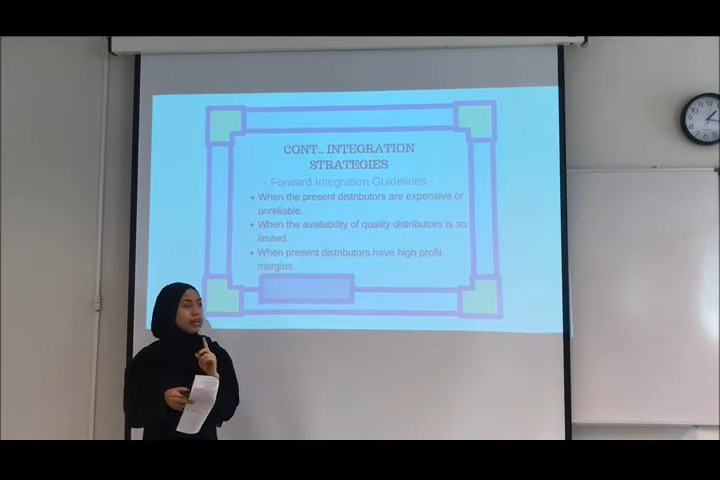 CONT.. INTEGRATION
STRATEGIES
- Forward Integration Guidelines -
• When the present distributors are expensive or
unreliable.
• When the availability of quality distributors is so
limited.
• When present distributors have high profit
margins.